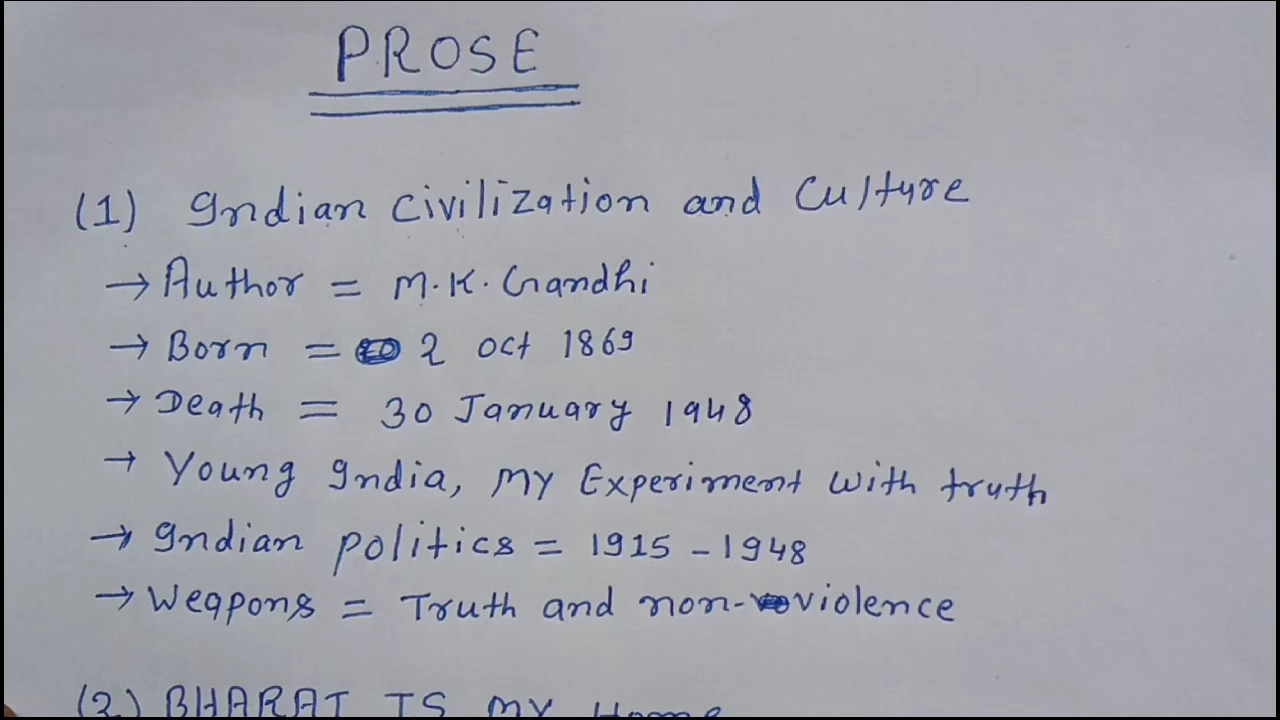 PROSE
(1) Indian Civilization and Culture
→ Author = M.K. Gandhi
→ Born = 2 Oct 1869
→ Death = 30 January 1948
→ Young India, My Experiment with truth
→ Indian politics = 1915 - 1948
→ Weapons = Truth and non-violence
(2) BHARAT IS My Home